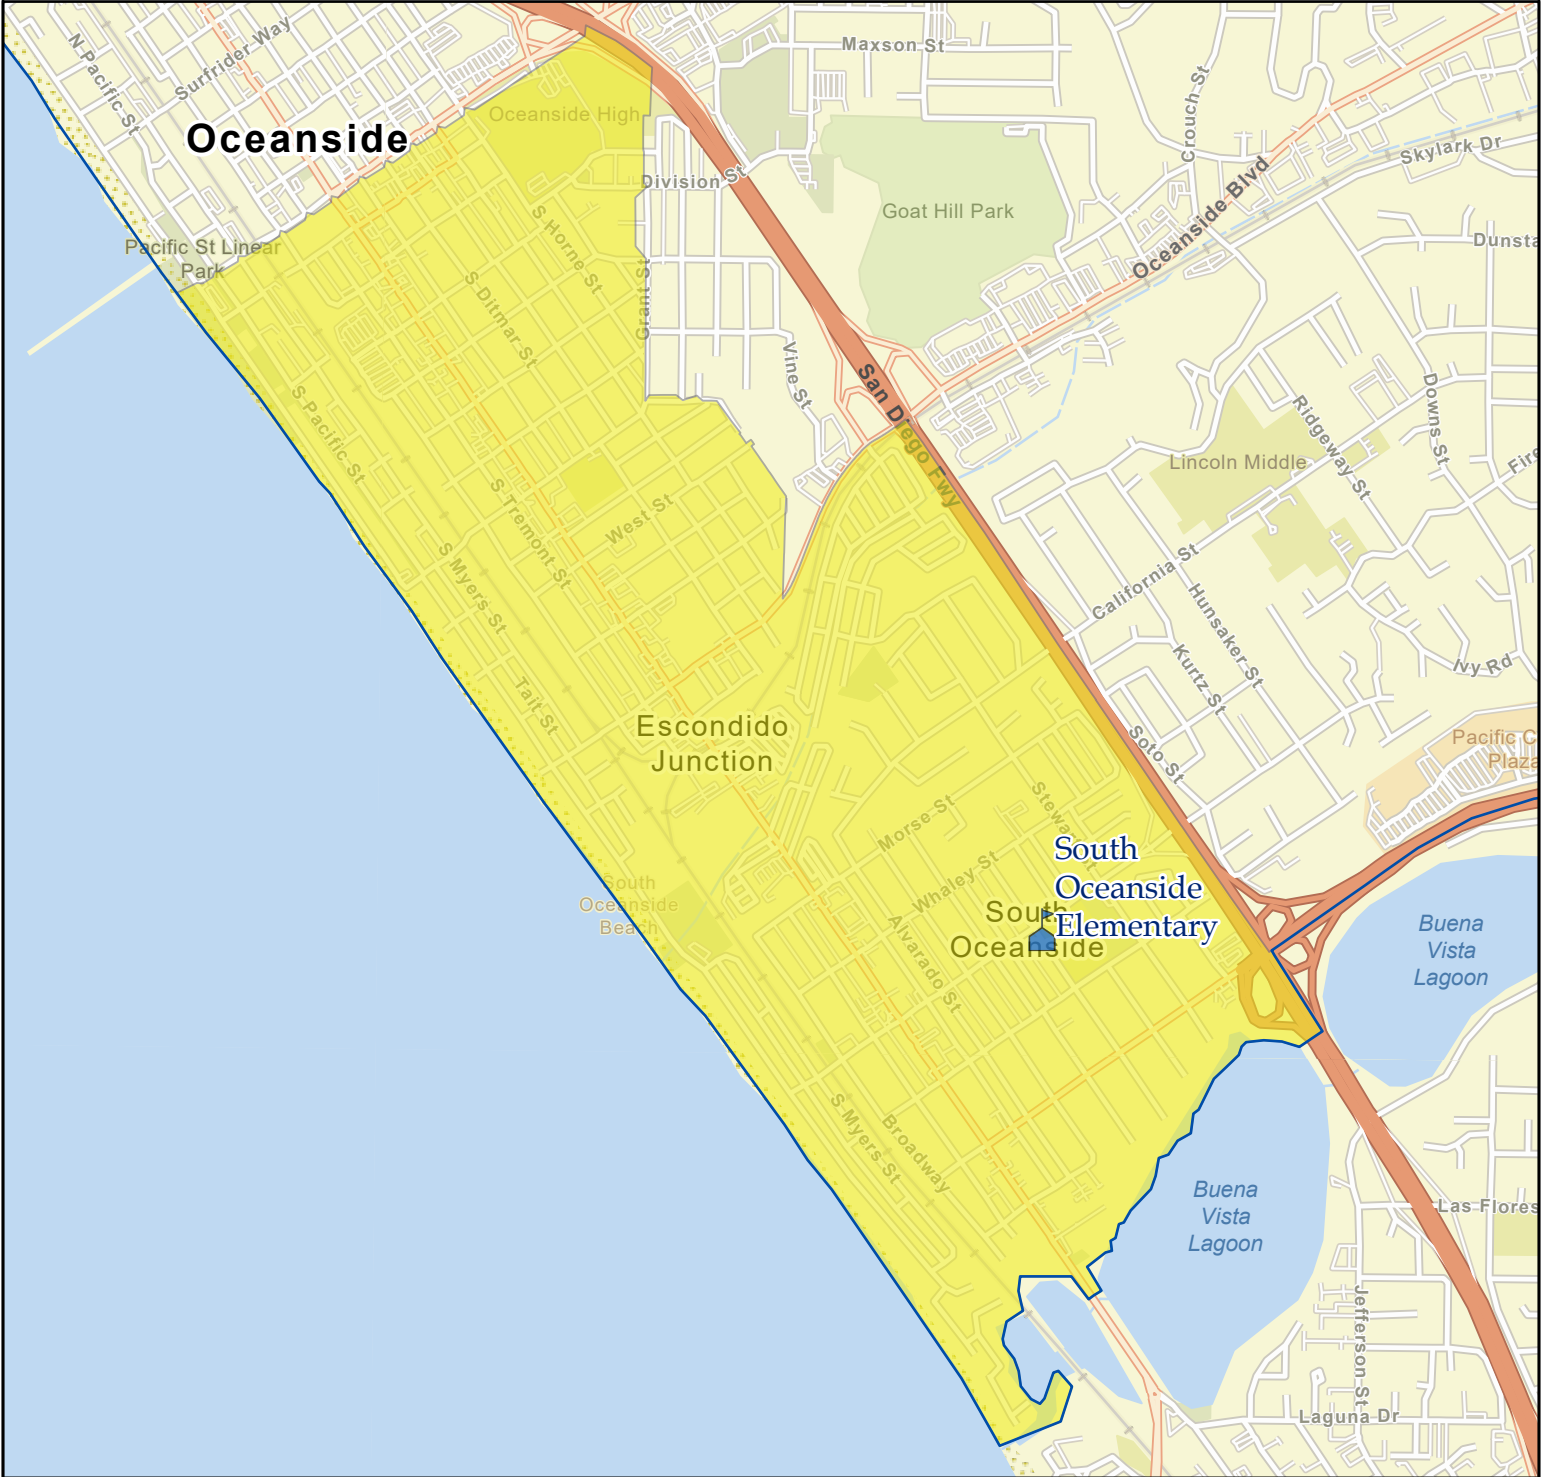 Maxson St
N Pacific St
Surfrider Way
Oceanside
Oceanside High
Crouch St
Skylark Dr
Division St
Goat Hill Park
Oceanside Blvd
Pacific St Linear
Park
S Horne St
Dunsta
S Ditmar St
Grant St
Vine St
San Diego Fwy
S Pacific St
Ridgeway St
Downs St
Lincoln Middle
Fire
S Tremont St
West St
S Myers St
California St
Hunsaker St
Kurtz St
Ivy Rd
Tait St
Escondido
Junction
Soto St
Pacific C
Plaza
Morse St
Stewart St
Whaley St
South
Oceanside
Elementary
South
Oceanside
Beach
South
Oceanside
Alvarado St
Buena
Vista
Lagoon
S Myers St
Broadway
Buena
Vista
Lagoon
Las Flores
Jefferson St
Laguna Dr